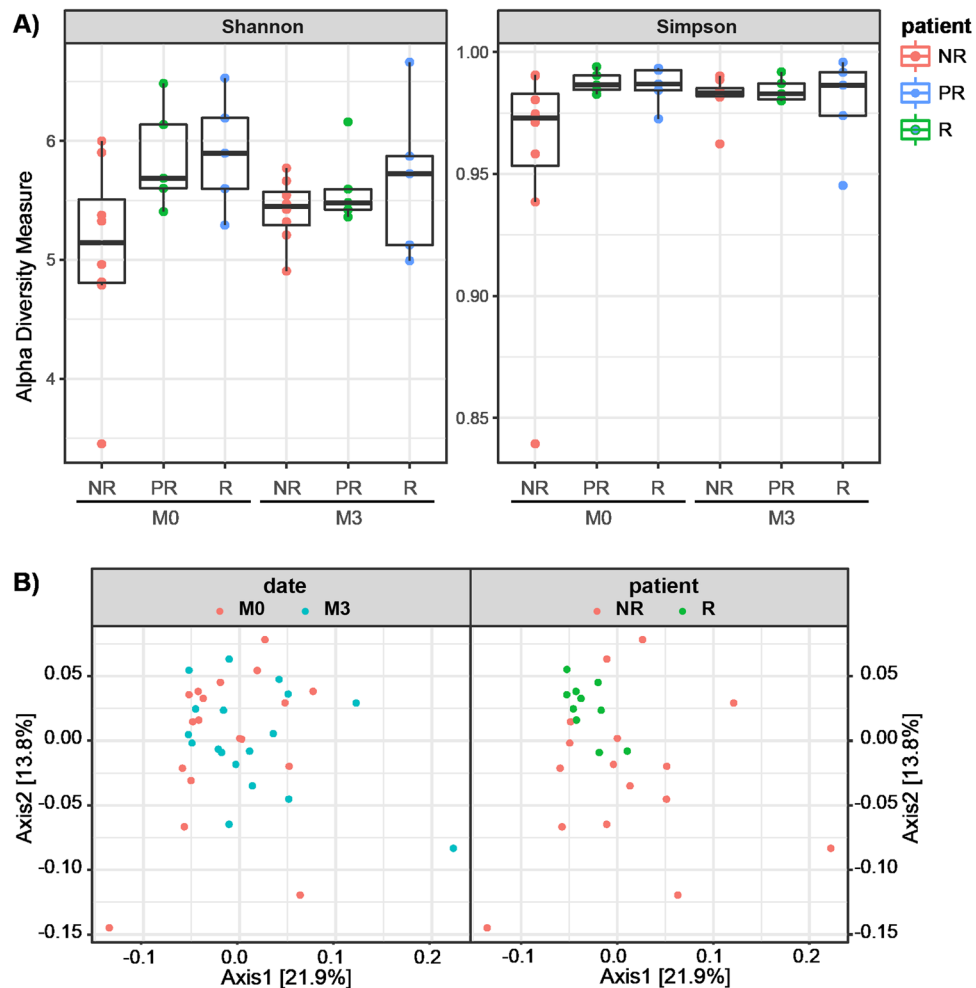 A)
Shannon
Simpson
patient
NR
PR
R
Alpha Diversity Measure
6
5
4
1.00
0.95
0.90
0.85
NR PR R NR PR R
M0 M3
NR PR R NR PR R
M0 M3
B)
date
M0 M3
patient
NR R
Axis2 [13.8%]
0.05
0.00
-0.05
-0.10
-0.15
0.05
0.00
-0.05
-0.10
-0.15
Axis2 [13.8%]
-0.1 0.0 0.1 0.2
Axis1 [21.9%]
-0.1 0.0 0.1 0.2
Axis1 [21.9%]